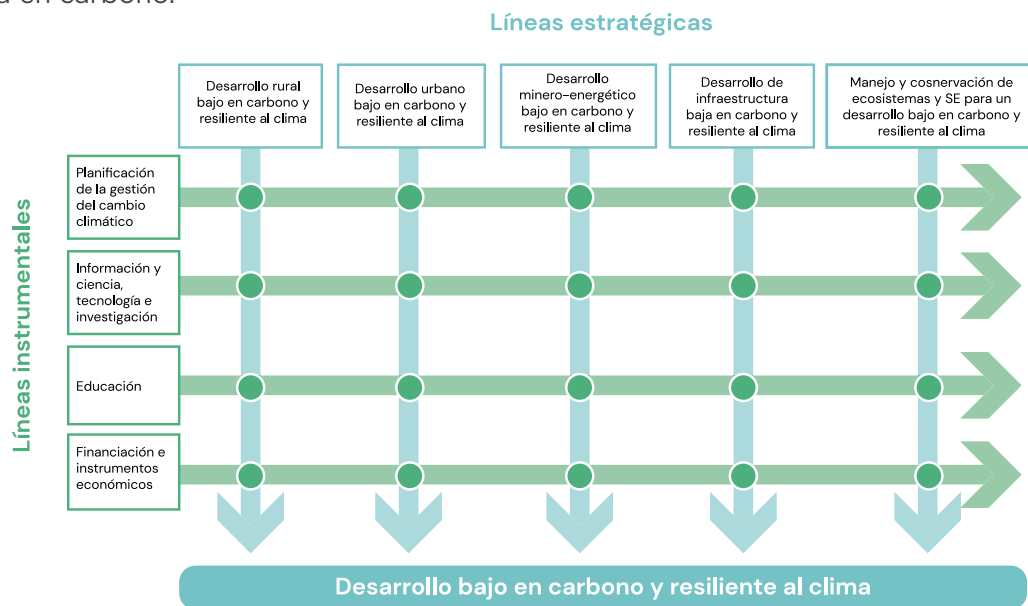 a en carbono.
Líneas estratégicas
Desarrollo rural
bajo en carbono y
resiliente al clima
Desarrollo urbano
bajo en carbono y
resiliente al clima
Desarrollo
minero-energético
bajo en carbono y
resiliente al clima
Desarrollo de
infraestructura
baja en carbono y
resiliente al clima
Manejo y cosnervación de
ecosistemas y SE para un
desarrollo bajo en carbono y
resiliente al clima
Líneas instrumentales
Planificación
de la gestión
del cambio
climático
Información y
ciencia,
tecnología e
investigación
Educación
Financiación e
instrumentos
económicos
Desarrollo bajo en carbono y resiliente al clima